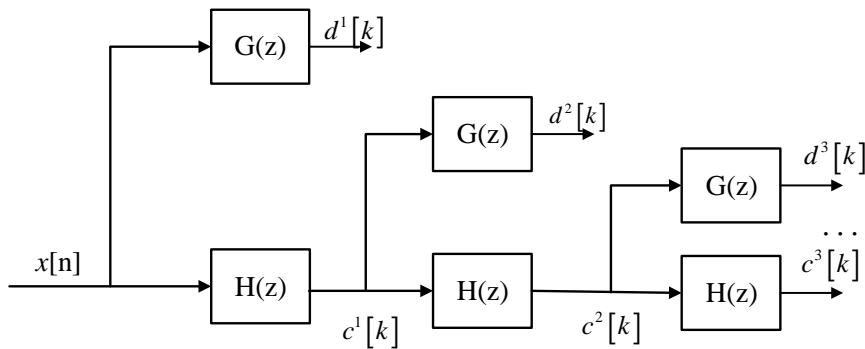 G(z)
d¹[k]
G(z)
d²[k]
G(z)
d³[k]
x[n]
H(z)
c¹[k]
H(z)
c²[k]
H(z)
...
c³[k]